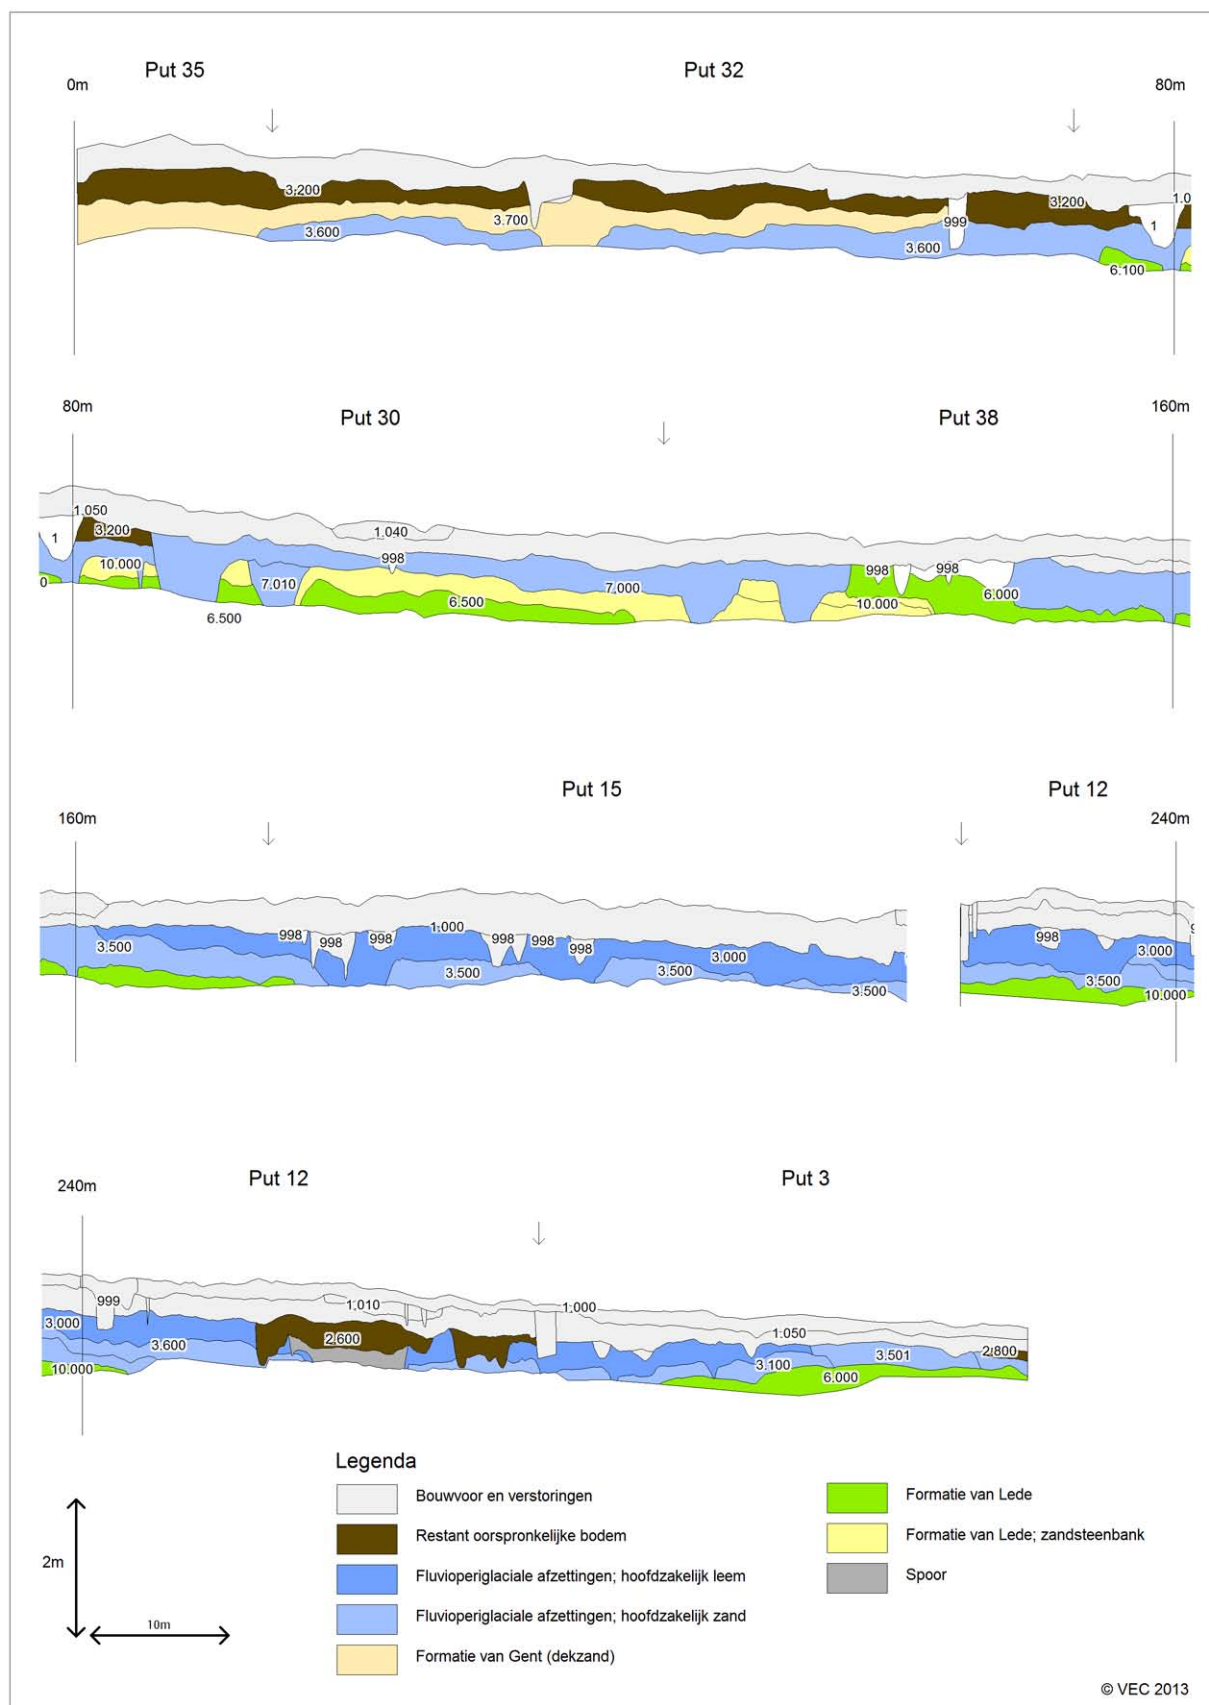 Put 35
Put 32
0m
80m
3.200
3.700
3.600
999
3.600
3.200
1
1.0
6.100
80m
Put 30
Put 38
160m
1.050
1
3.200
1.040
998
10.000
0
7.010
6.500
6.500
7.000
998
998
10.000
6.000
Put 15
Put 12
160m
240m
3.500
998
998
998
1.000
998
998
998
3.500
3.500
3.000
3.500
998
3.000
3.500
10.000
9
Put 12
Put 3
240m
999
1.010
1.000
3.000
3.600
2.600
1.050
10.000
3.100
3.501
2.800
6.000
Legenda
Bouwvoor en verstoringen
Restant oorspronkelijke bodem
Fluvioperiglaciale afzettingen; hoofdzakelijk leem
Fluvioperiglaciale afzettingen; hoofdzakelijk zand
Formatie van Gent (dekzand)
Formatie van Lede
Formatie van Lede; zandsteenbank
Spoor
2m
10m
© VEC 2013